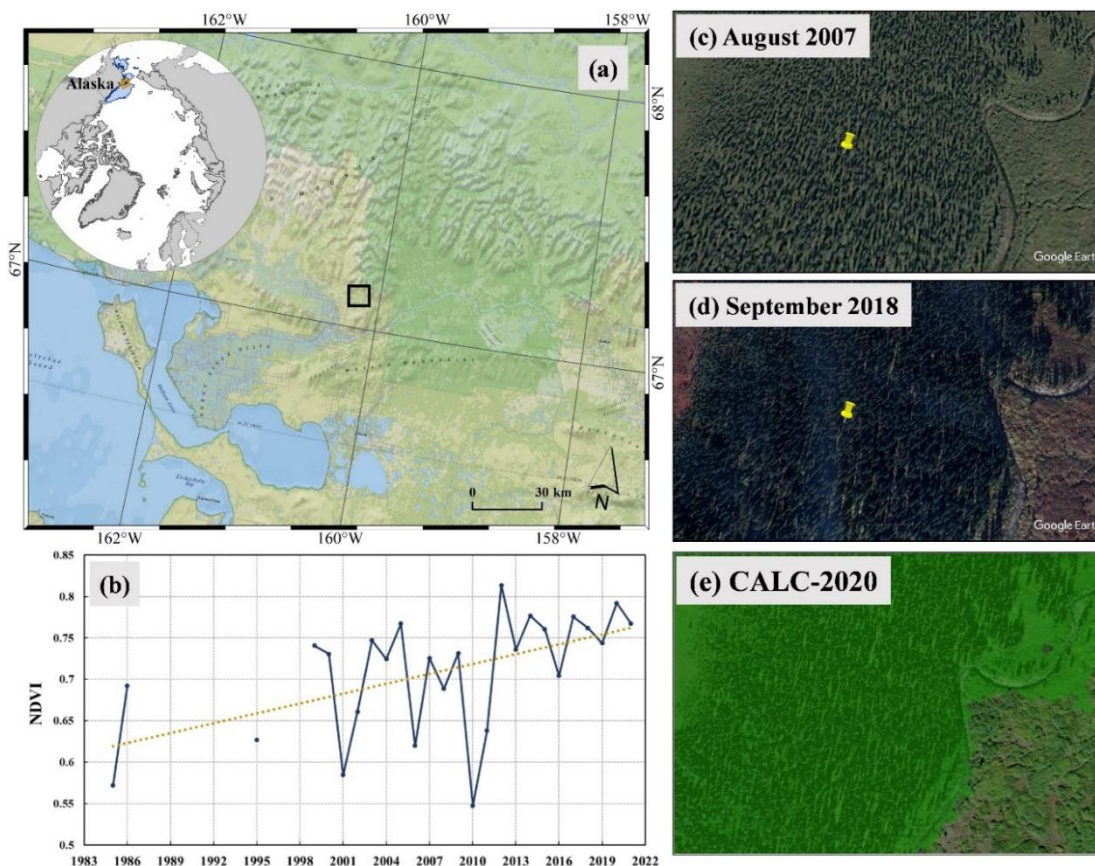 162°W
160°W
158°W
(a)
Alaska
68°N
67°N
67°N
0 30 km
N
162°W
160°W
158°W
(b)
NDVI
0.85
0.8
0.75
0.7
0.65
0.6
0.55
0.5
1983 1986 1989 1992 1995 1998 2001 2004 2007 2010 2013 2016 2019 2022
(c) August 2007
Google Eart
(d) September 2018
Google Eart
(e) CALC-2020